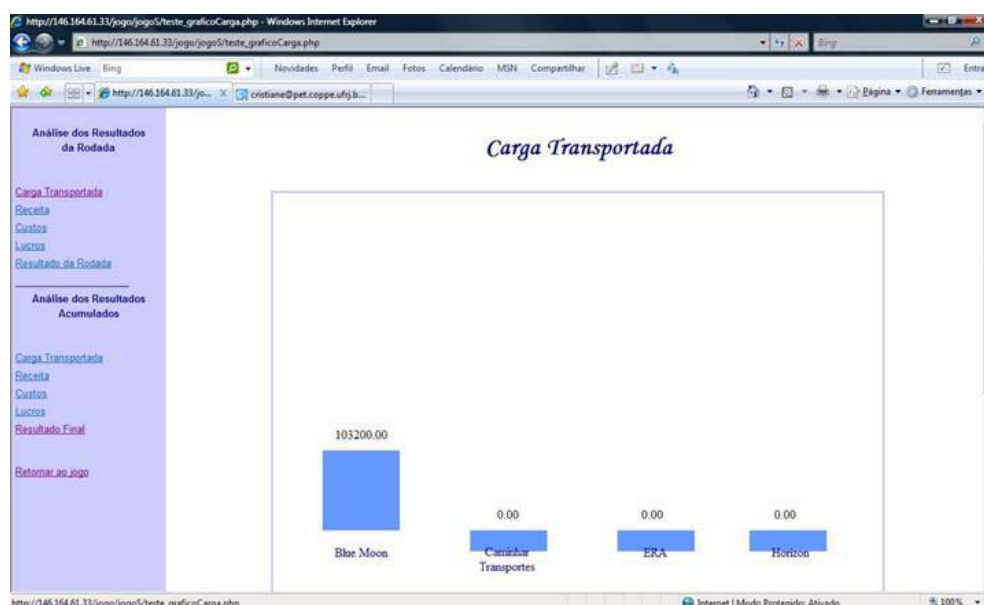 http://146.164.61.33/jogo/jogoS/teste_graficoCarga.php - Windows Internet Explorer
http://146.164.61.33/jogo/jogoS/teste_graficoCarga.php
Bing
Windows Live Bing Novidades Perfil Email Fotos Calendário MSN Compartilhar Entra
http://146.164.61.33/jo... cristiane@pet.coppe.ufrj.b... Página Ferramentas
Análise dos Resultados
da Rodada
Carga Transportada
Receita
Custos
Lucros
Resultado da Rodada
Análise dos Resultados
Acumulados
Carga Transportada
Receita
Custos
Lucros
Resultado Final
Retornar ao jogo
Carga Transportada
103200.00
0.00 0.00 0.00
Blue Moon Caminhar Transportes ERA Horizon
http://146.164.61.33/jogo/jogoS/teste_graficoCarga.php Internet | Modo Protegido: Ativado 100%